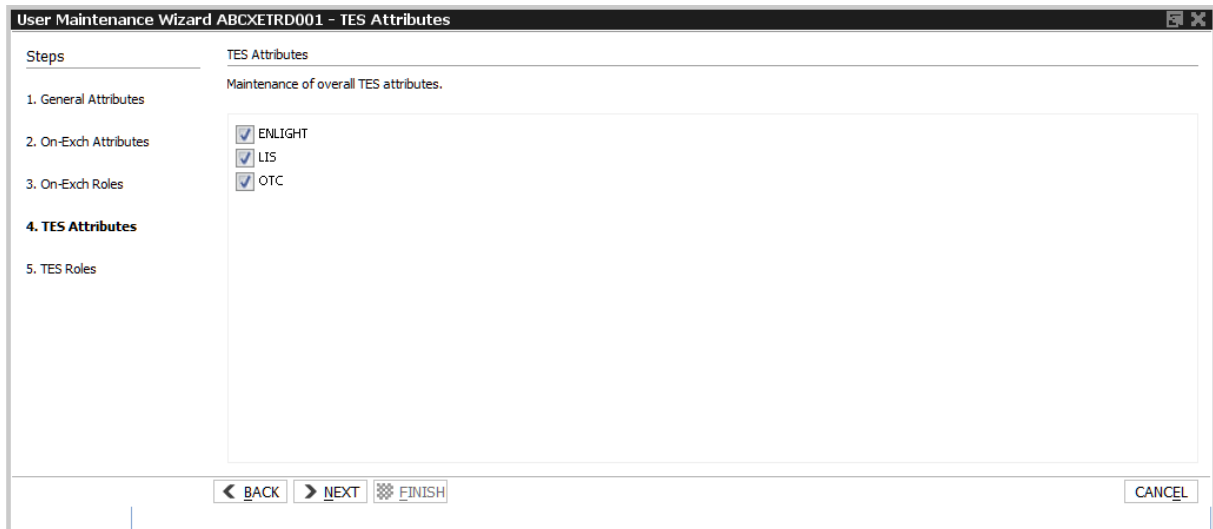 User Maintenance Wizard ABCXETRD001 - TES Attributes
Steps
1. General Attributes
2. On-Exch Attributes
3. On-Exch Roles
4. TES Attributes
5. TES Roles
TES Attributes
Maintenance of overall TES attributes.
ENLIGHT
LIS
OTC
BACK
NEXT
FINISH
CANCEL